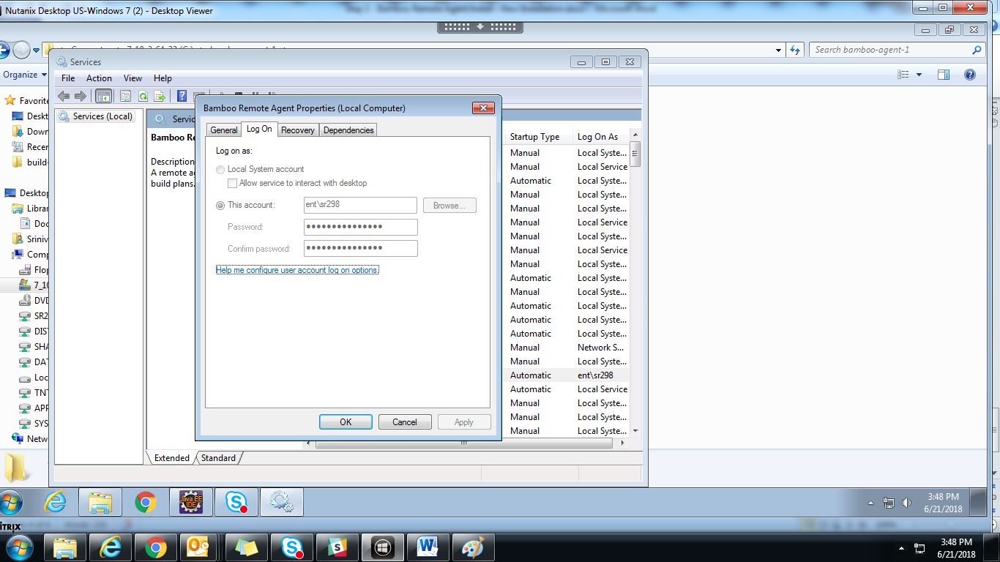 Nutanix Desktop US-Windows 7 (2) - Desktop Viewer
Search bamboo-agent-1
Organize
Services
File Action View Help
Favorite
Deskt
Down
Recen
build-
Desktop
Librar
Doc
Sriniv
Comp
Flop
7_10
DVD
SR2
DIST
SHA
DAT
Loc
TNT
APP
SYS
Netw
Services (Local)
Servic
Bamboo Re
Description
A remote ag
build plans.
Bamboo Remote Agent Properties (Local Computer)
General Log On Recovery Dependencies
Log on as:
Local System account
Allow service to interact with desktop
This account: ent\sr298 Browse...
Password: •••••••••••••••
Confirm password: •••••••••••••••
Help me configure user account log on options.
OK Cancel Apply
Startup Type Log On As
Manual Local Syste...
Manual Local Service
Automatic Local Syste...
Manual Local Syste...
Manual Local Syste...
Manual Local Service
Manual Local Syste...
Manual Local Service
Manual Local Syste...
Automatic Local Syste...
Manual Local Syste...
Automatic Local Syste...
Automatic Local Syste...
Automatic Local Syste...
Manual Network S...
Manual Local Syste...
Automatic ent\sr298
Automatic Local Service
Manual Local Syste...
Manual Local Syste...
Manual Local Syste...
Extended Standard
Java EE
IDE
3:48 PM
6/21/2018
ITRIX
3:48 PM
6/21/2018